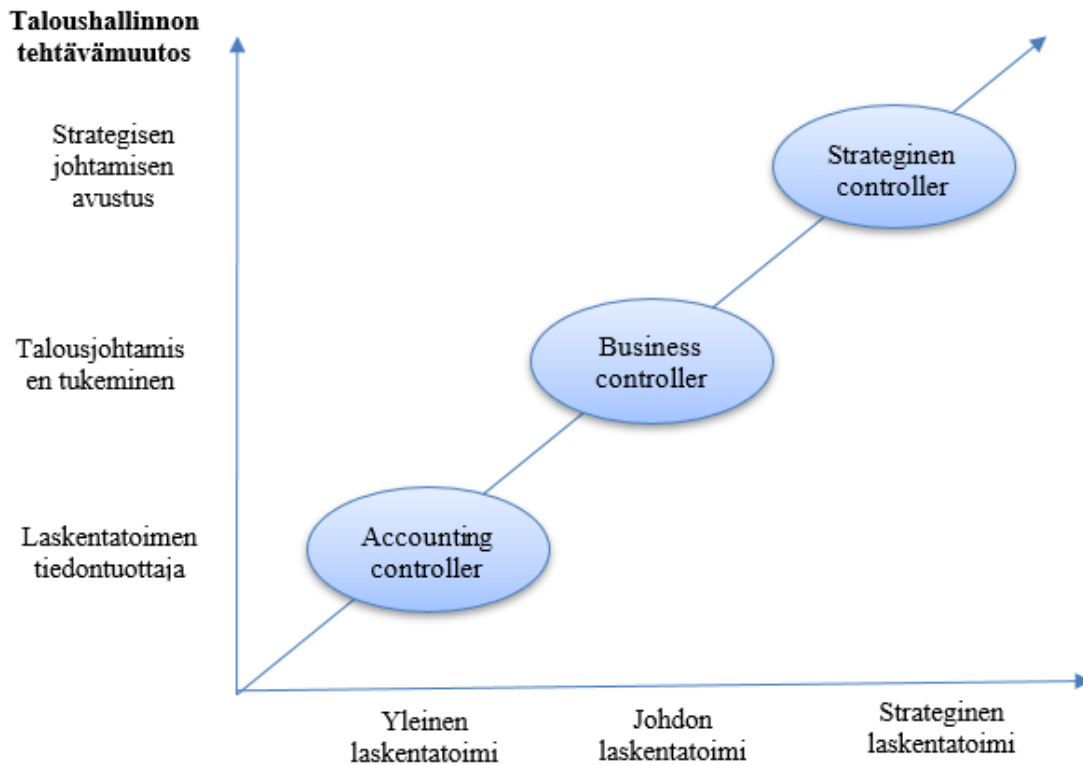 Taloushallinnon
tehtävämuutos
Strategisen
johtamisen
avustus
Strateginen
controller
Talousjohtamis
en tukeminen
Business
controller
Laskentatoimen
tiedontuottaja
Accounting
controller
Yleinen
laskentatoimi
Johdon
laskentatoimi
Strateginen
laskentatoimi